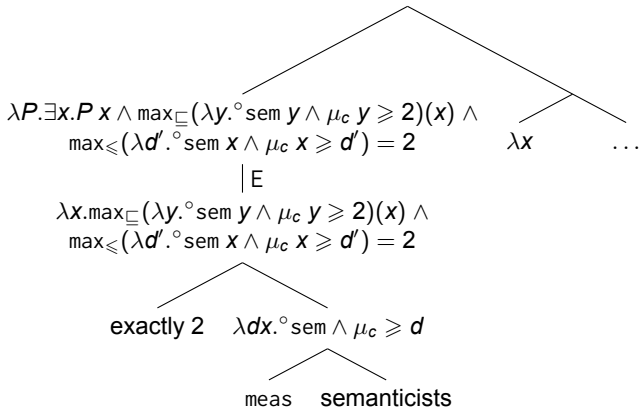 λP.∃x.P x ∧ max⊑(λy.°sem y ∧ μc y ⩾ 2)(x) ∧
max⩽(λd′.°sem x ∧ μc x ⩾ d′) = 2
λx
...
E
λx.max⊑(λy.°sem y ∧ μc y ⩾ 2)(x) ∧
max⩽(λd′.°sem x ∧ μc x ⩾ d′) = 2
exactly 2
λdx.°sem ∧ μc ⩾ d
meas
semanticists